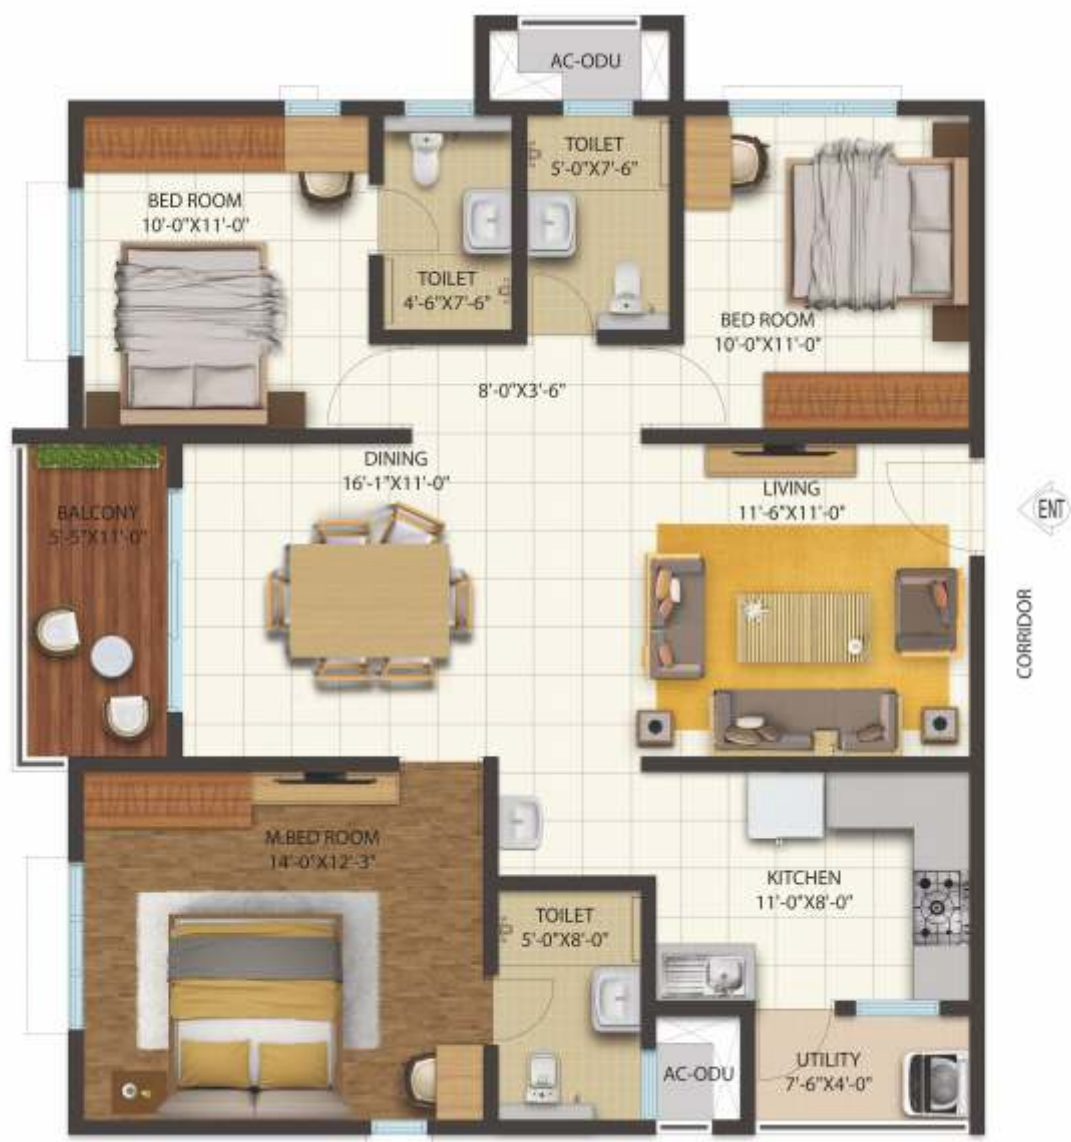 AC-ODU
TOILET
5'-0"X7'-6"
BED ROOM
10'-0"X11'-0"
TOILET
4'-6"X7'-6"
BED ROOM
10'-0"X11'-0"
8'-0"X3'-6"
DINING
16'-1"X11'-0"
LIVING
11'-6"X11'-0"
BALCONY
5'-5"X11'-0"
ENT
CORRIDOR
M.BED ROOM
14'-0"X12'-3"
KITCHEN
11'-0"X8'-0"
TOILET
5'-0"X8'-0"
AC-ODU
UTILITY
7'-6"X4'-0"